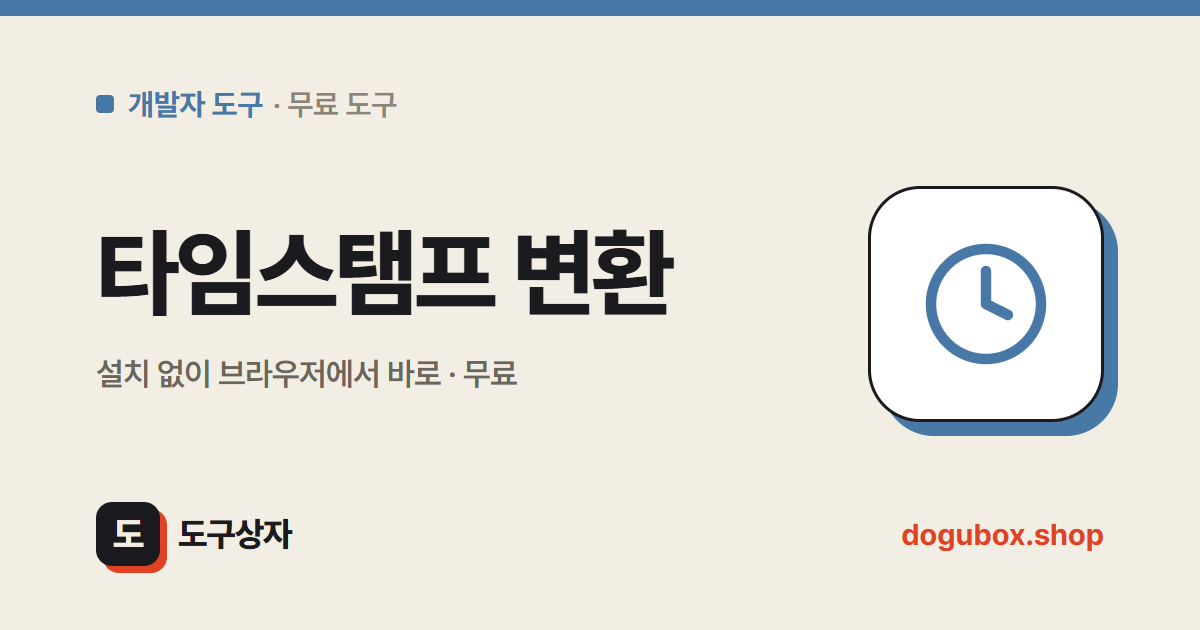 개발자 도구 · 무료 도구
타임스탬프 변환
설치 없이 브라우저에서 바로 · 무료
도 도구상자
dogubox.shop